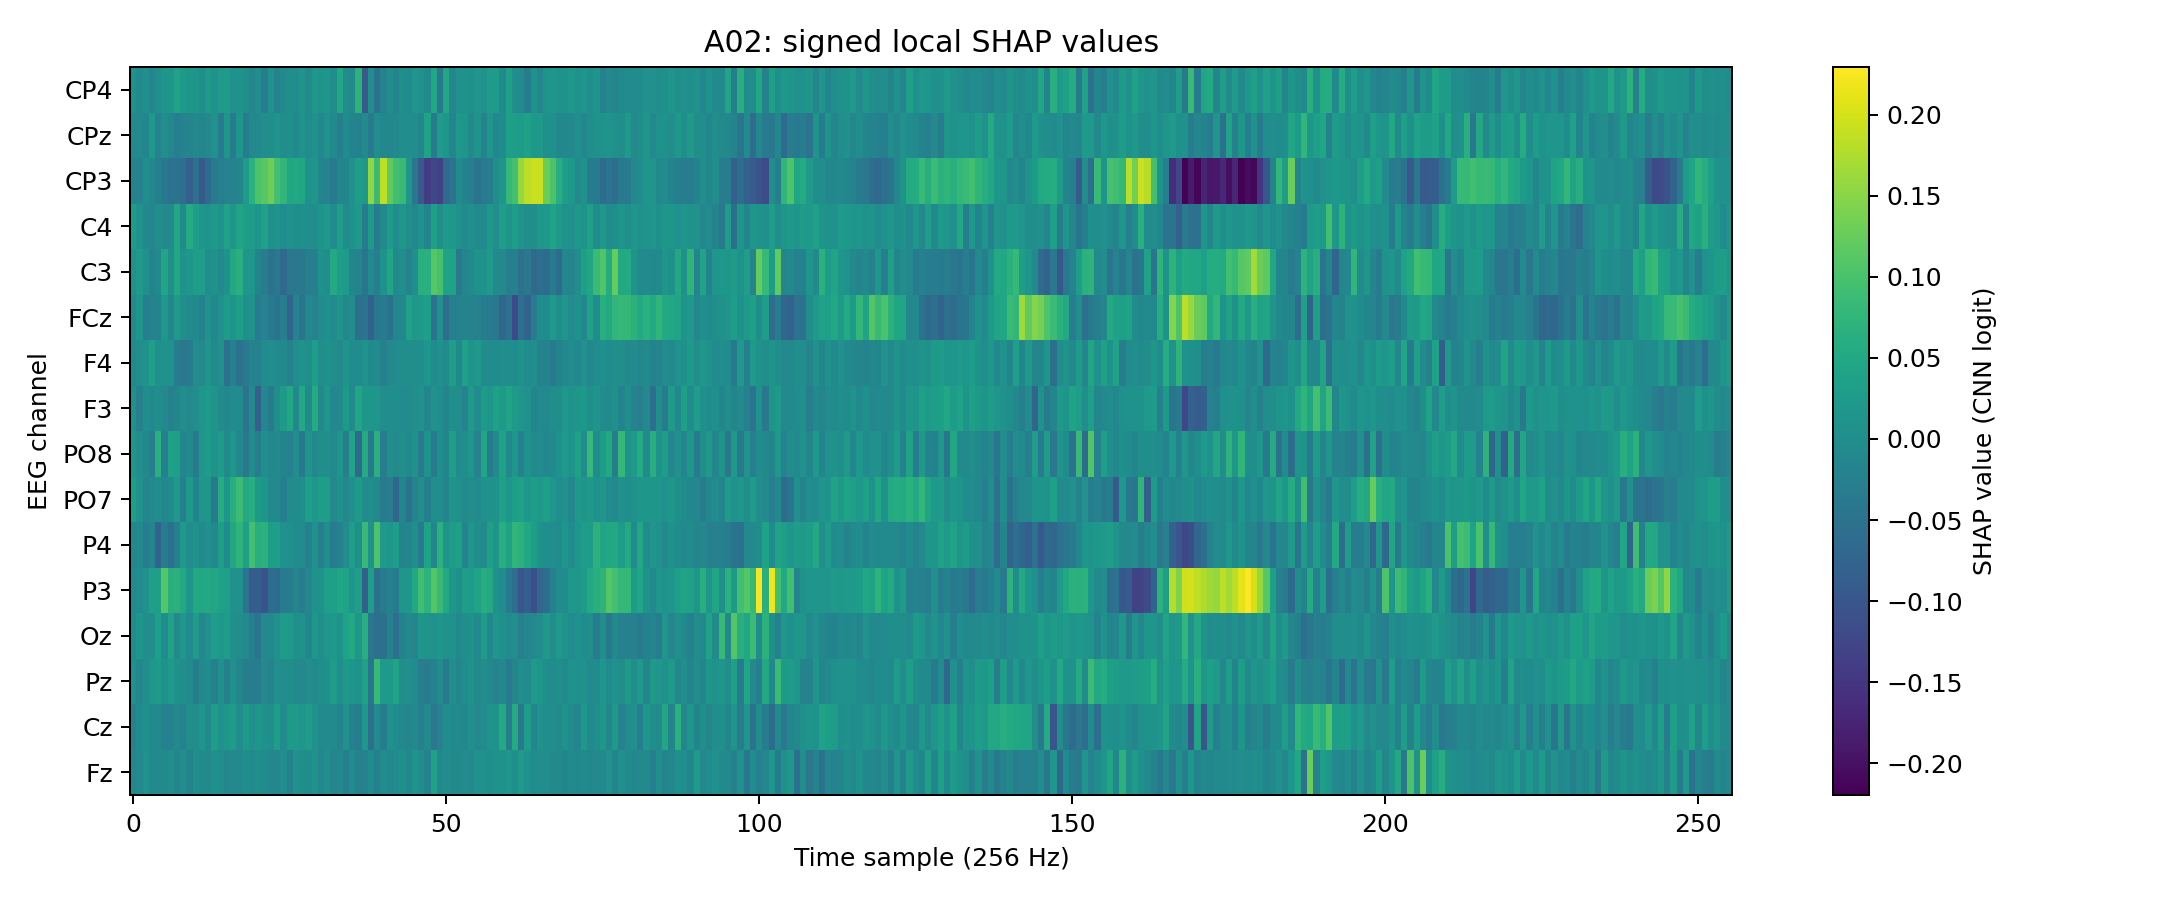 A02: signed local SHAP values
EEG channel
CP4
CPz
CP3
C4
C3
FCz
F4
F3
PO8
PO7
P4
P3
Oz
Pz
Cz
Fz
0 50 100 150 200 250
Time sample (256 Hz)
0.20
0.15
0.10
0.05
0.00
−0.05
−0.10
−0.15
−0.20
SHAP value (CNN logit)